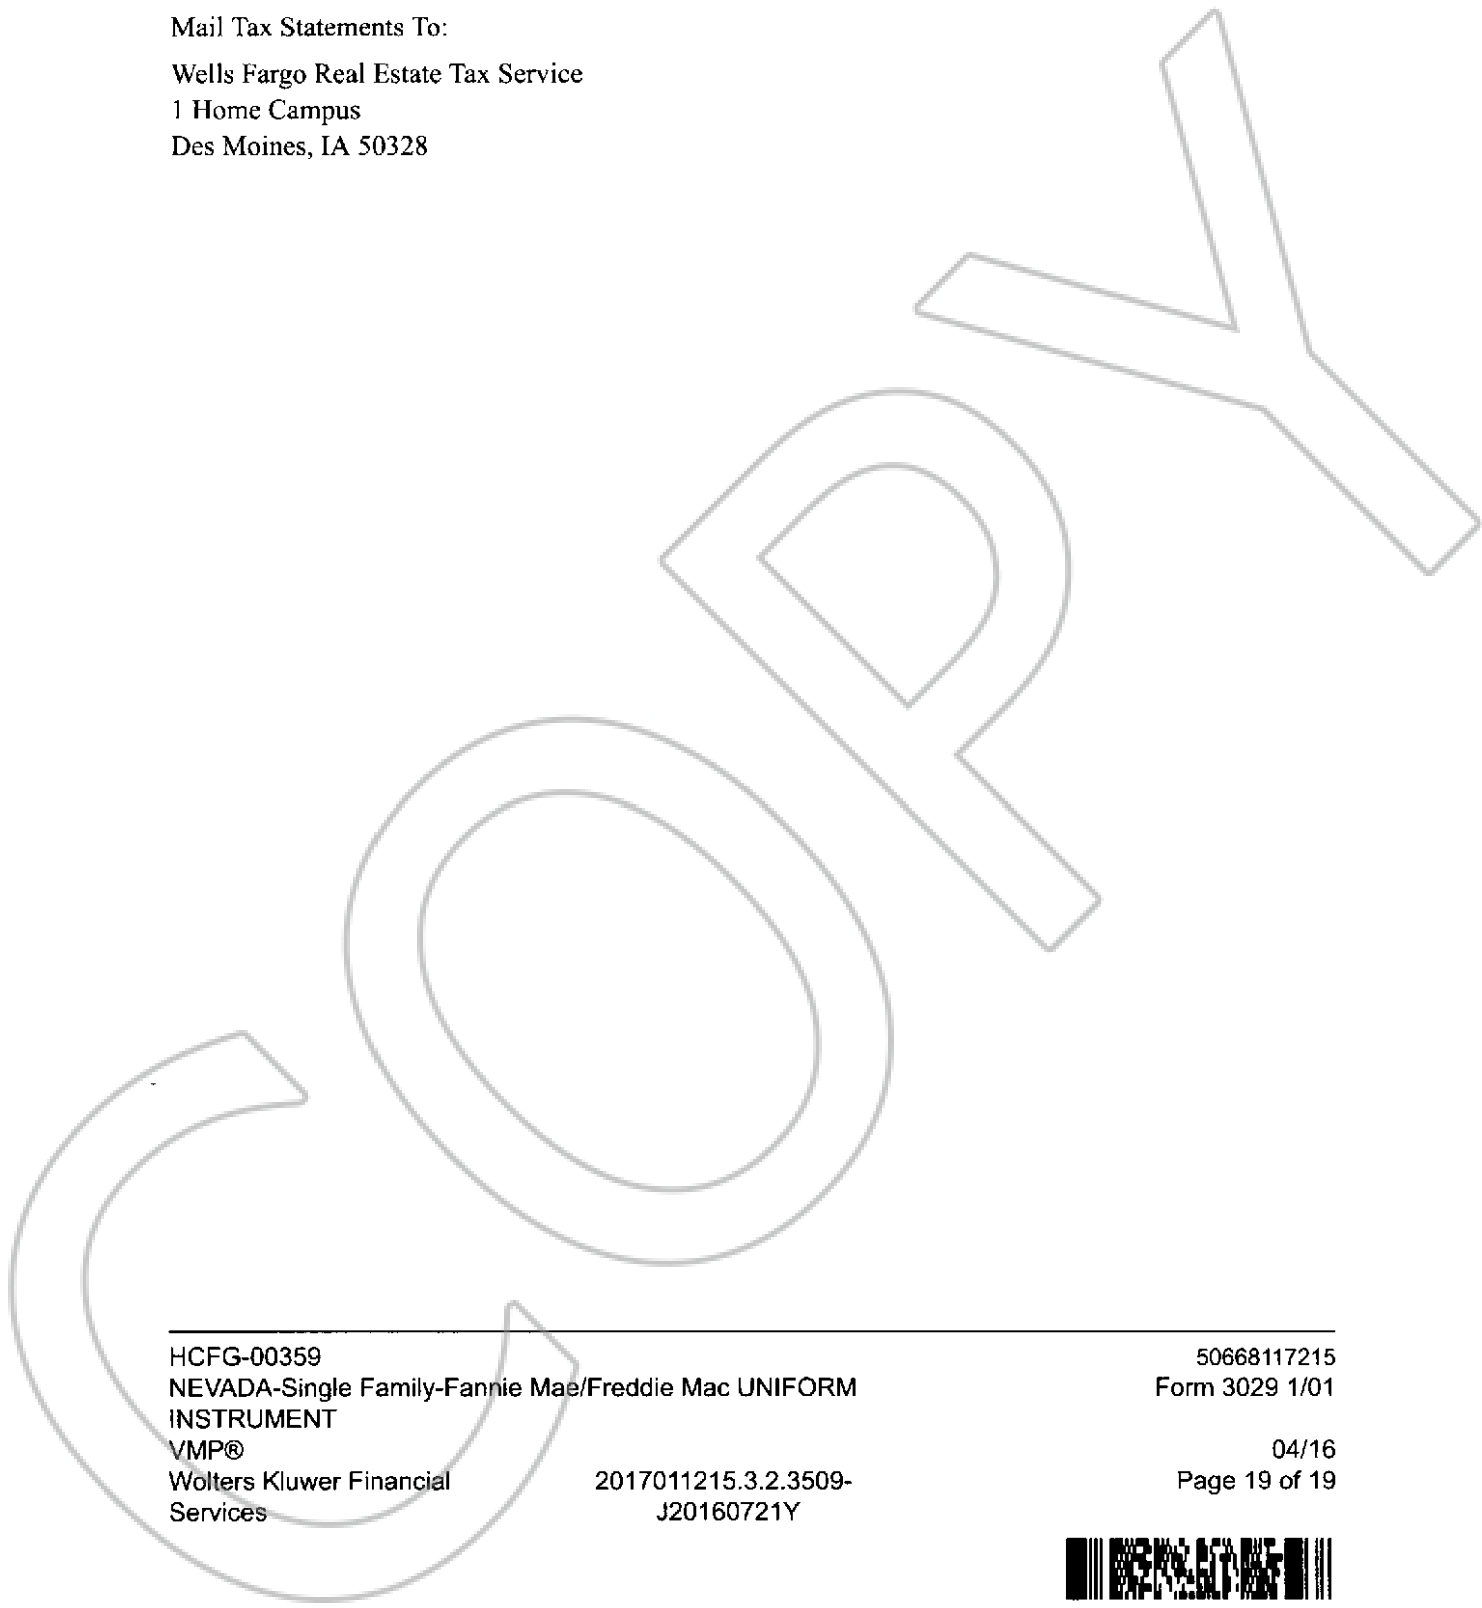 Mail Tax Statements To:
Wells Fargo Real Estate Tax Service
1 Home Campus
Des Moines, IA 50328
COPY
HCFG-00359 50668117215
NEVADA-Single Family-Fannie Mae/Freddie Mac UNIFORM Form 3029 1/01
INSTRUMENT
VMP® 04/16
Wolters Kluwer Financial 2017011215.3.2.3509- Page 19 of 19
Services J20160721Y